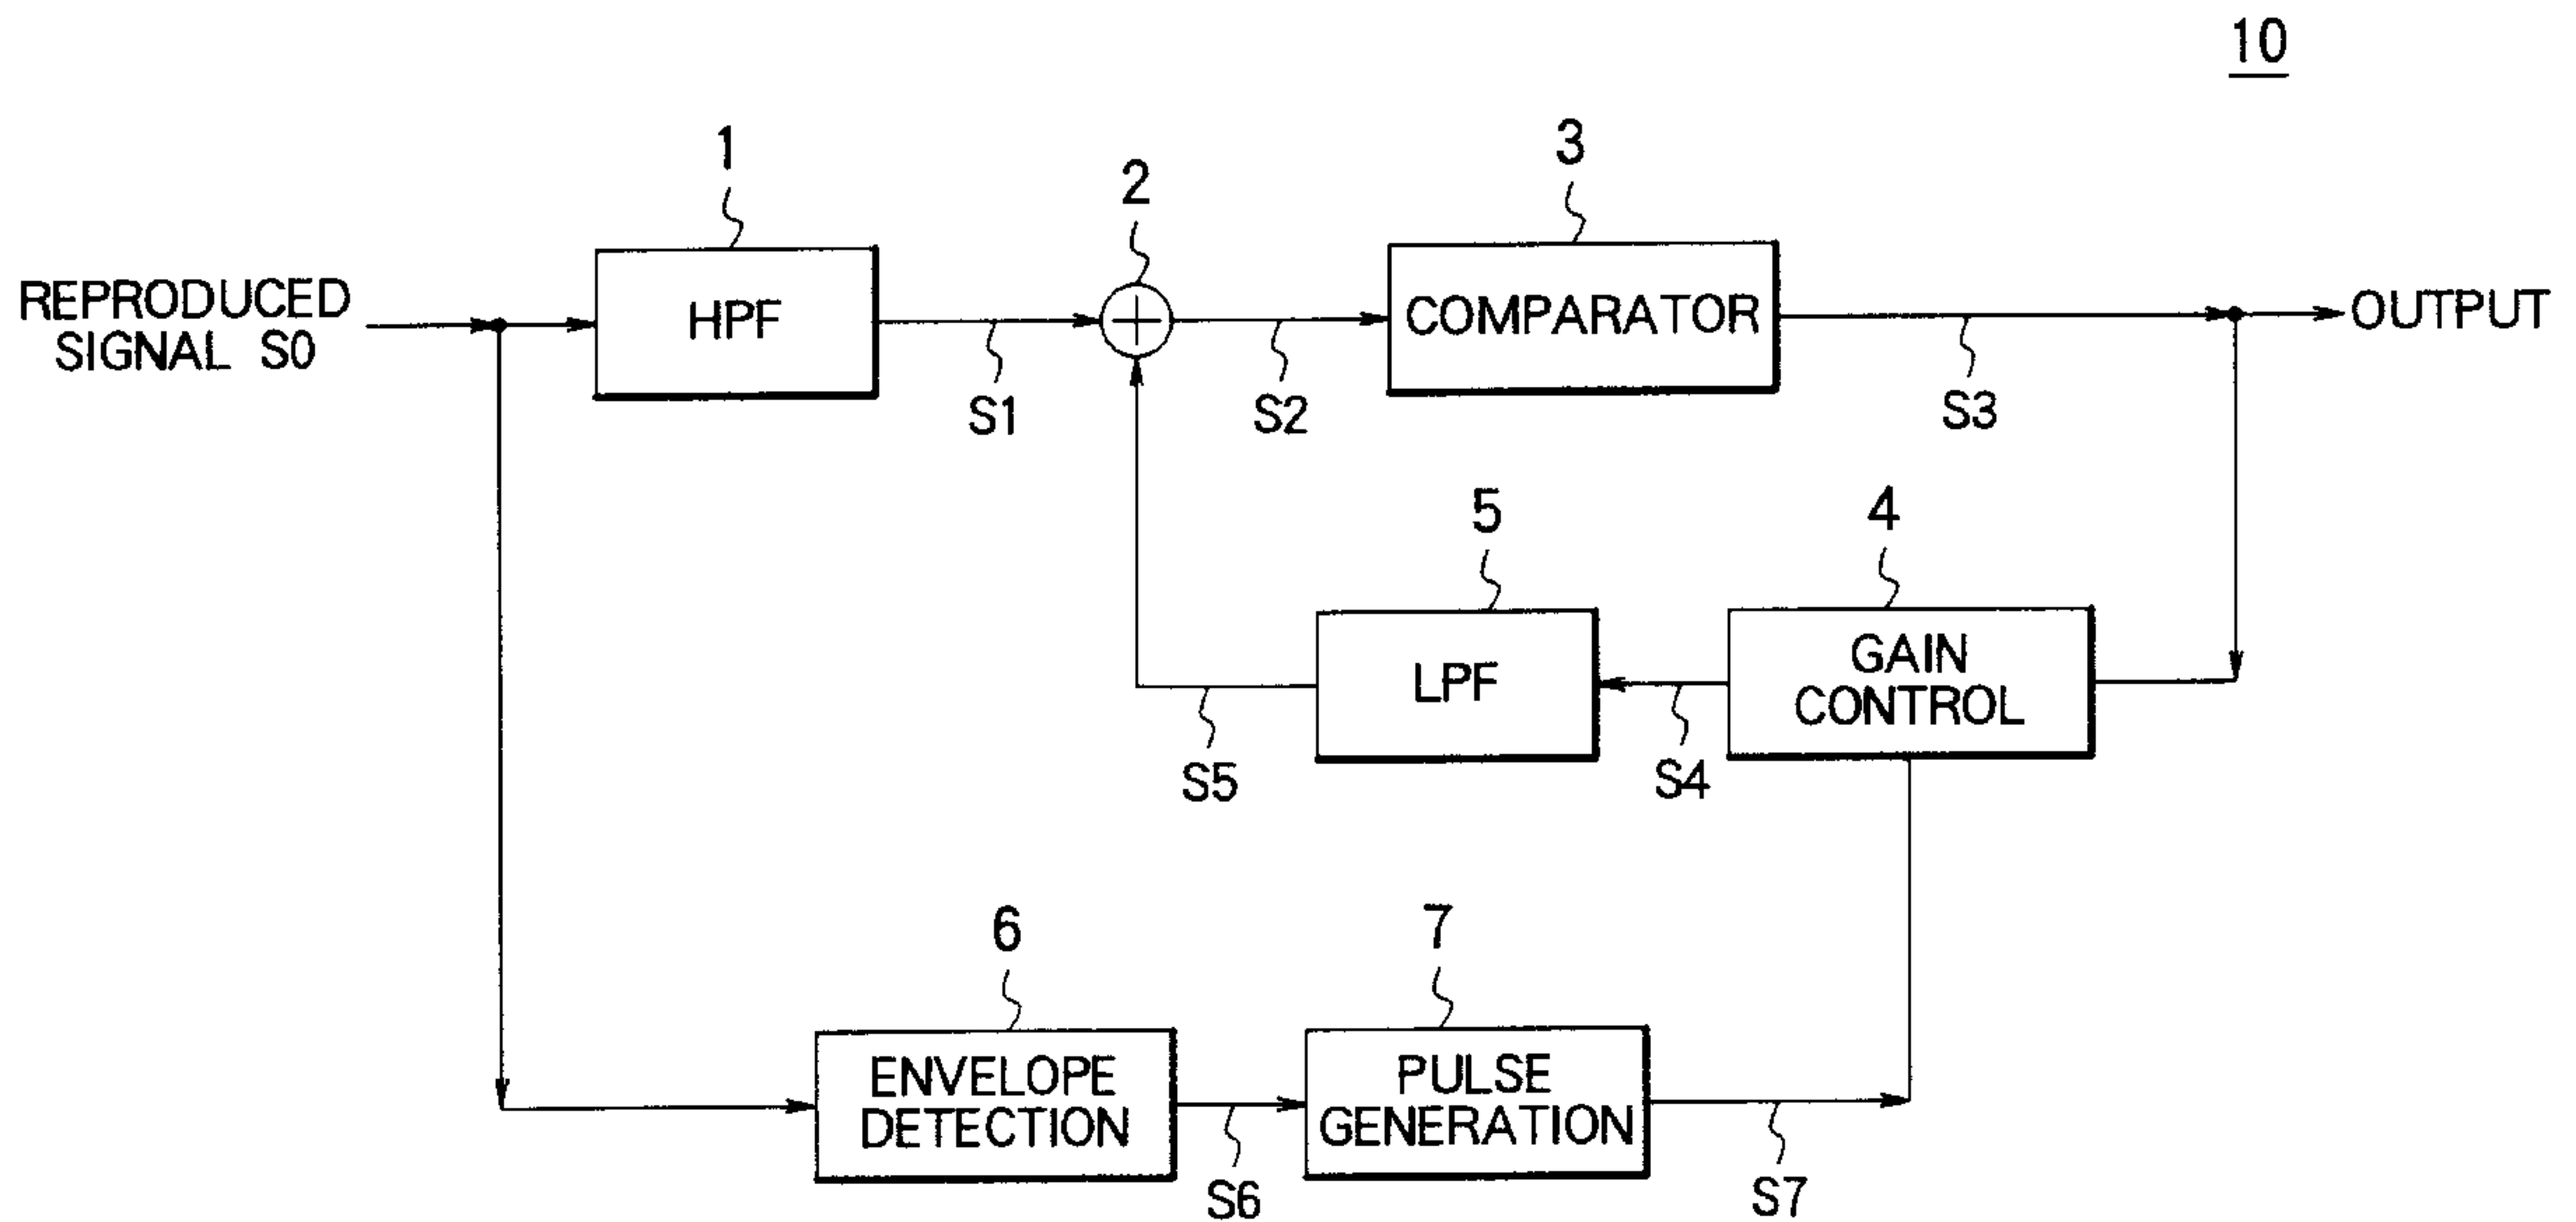 10
1
2
3
REPRODUCED
SIGNAL S0
HPF
COMPARATOR
OUTPUT
S1
S2
S3
5
4
LPF
GAIN
CONTROL
S5
S4
6
7
ENVELOPE
DETECTION
PULSE
GENERATION
S6
S7